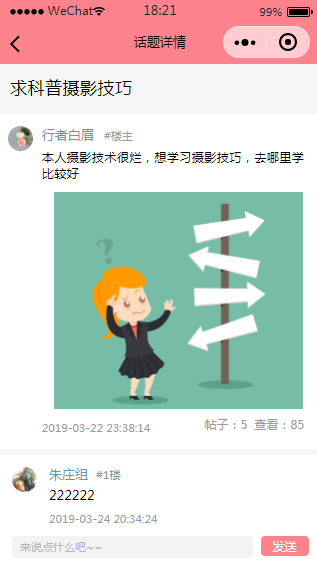 WeChat 18:21 99%
话题详情
求科普摄影技巧
行者白眉 #楼主
本人摄影技术很烂，想学习摄影技巧，去哪里学
比较好
?
2019-03-22 23:38:14 帖子：5 查看：85
朱庄组 #1楼
222222
2019-03-24 20:34:24
来说点什么吧~~ 发送